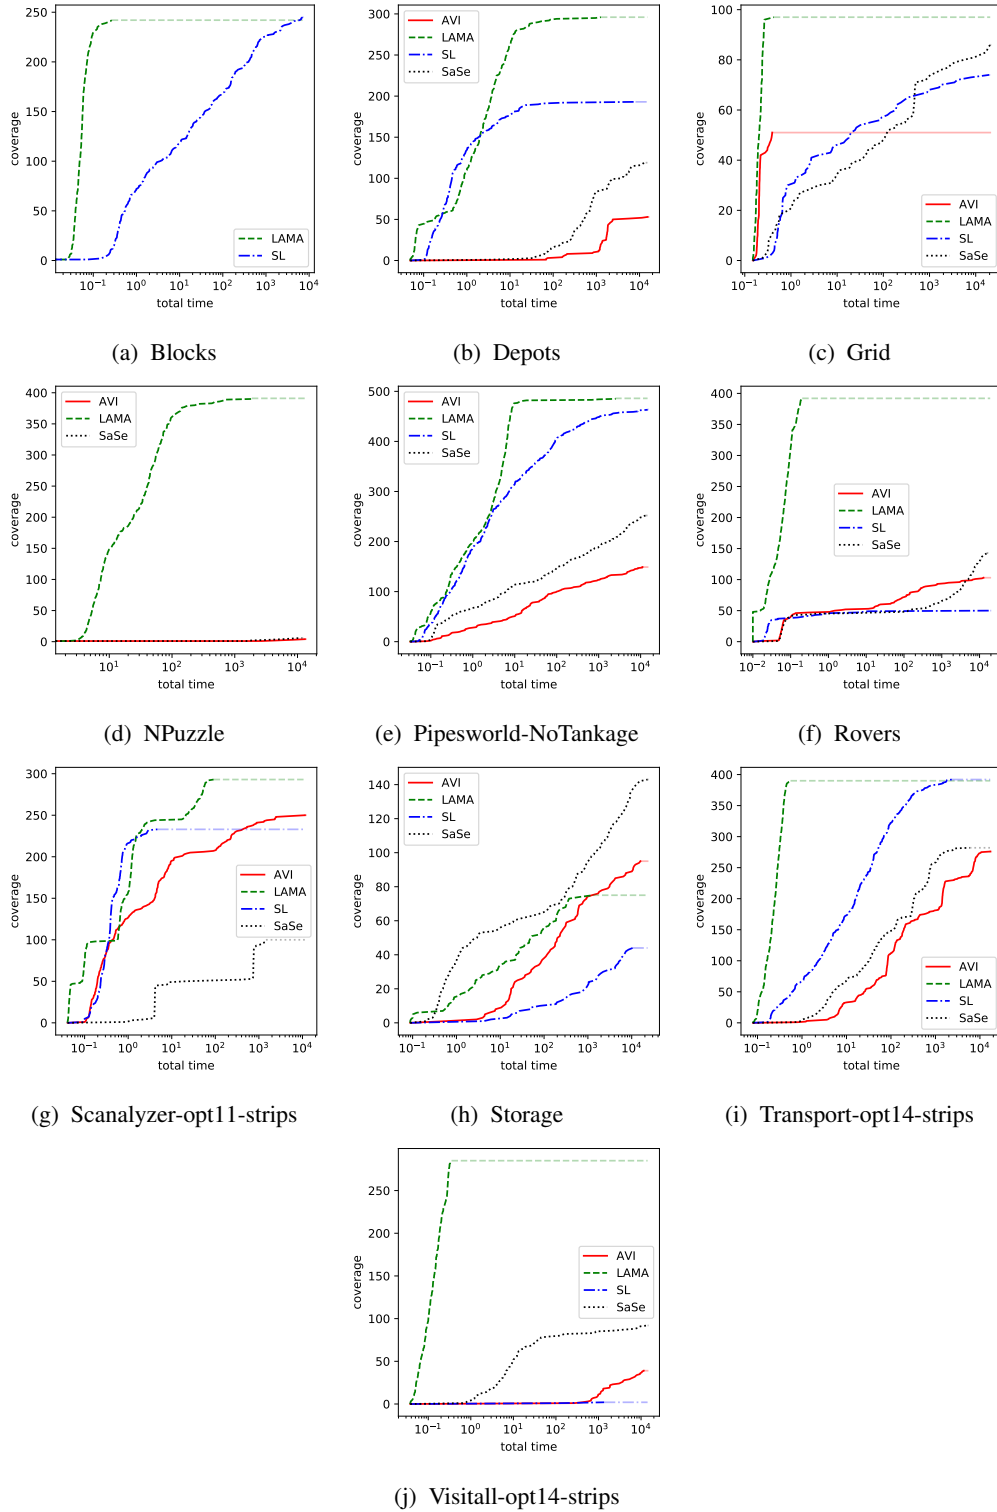 250
200
150
100
50
0
coverage
LAMA
SL
10⁻¹ 10⁰ 10¹ 10² 10³ 10⁴
total time
(a) Blocks
300
250
200
150
100
50
0
coverage
AVI
LAMA
SL
SaSe
10⁻¹ 10⁰ 10¹ 10² 10³ 10⁴
total time
(b) Depots
100
80
60
40
20
0
coverage
AVI
LAMA
SL
SaSe
10⁻¹ 10⁰ 10¹ 10² 10³ 10⁴
total time
(c) Grid
400
350
300
250
200
150
100
50
0
coverage
AVI
LAMA
SaSe
10¹ 10² 10³ 10⁴
total time
(d) NPuzzle
500
400
300
200
100
0
coverage
AVI
LAMA
SL
SaSe
10⁻¹ 10⁰ 10¹ 10² 10³ 10⁴
total time
(e) Pipesworld-NoTankage
400
350
300
250
200
150
100
50
0
coverage
AVI
LAMA
SL
SaSe
10⁻² 10⁻¹ 10⁰ 10¹ 10² 10³ 10⁴
total time
(f) Rovers
300
250
200
150
100
50
0
coverage
AVI
LAMA
SL
SaSe
10⁻¹ 10⁰ 10¹ 10² 10³ 10⁴
total time
(g) Scanalyzer-opt11-strips
140
120
100
80
60
40
20
0
coverage
AVI
LAMA
SL
SaSe
10⁻¹ 10⁰ 10¹ 10² 10³ 10⁴
total time
(h) Storage
400
350
300
250
200
150
100
50
0
coverage
AVI
LAMA
SL
SaSe
10⁻¹ 10⁰ 10¹ 10² 10³ 10⁴
total time
(i) Transport-opt14-strips
250
200
150
100
50
0
coverage
AVI
LAMA
SL
SaSe
10⁻¹ 10⁰ 10¹ 10² 10³ 10⁴
total time
(j) Visitall-opt14-strips